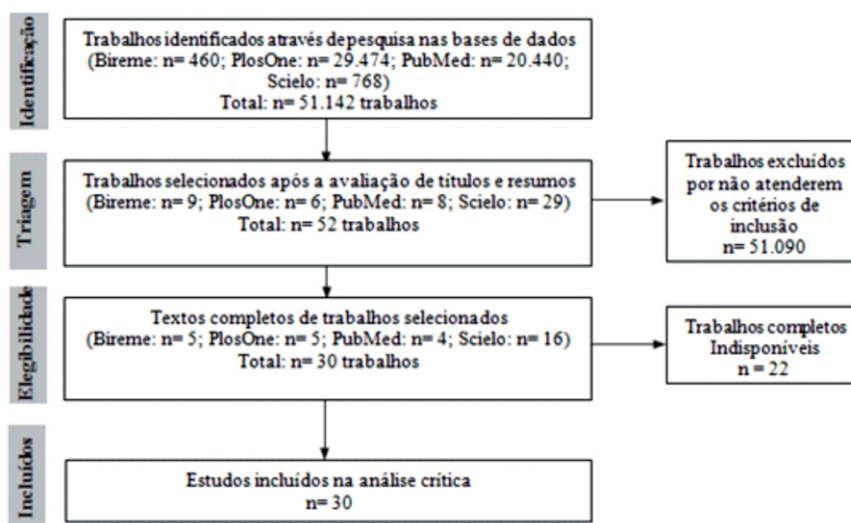 Identificação
Trabalhos identificados através de pesquisa nas bases de dados
(Bireme: n= 460; PlosOne: n= 29.474; PubMed: n= 20.440;
Scielo: n= 768)
Total: n= 51.142 trabalhos
Triagem
Trabalhos selecionados após a avaliação de títulos e resumos
(Bireme: n= 9; PlosOne: n= 6; PubMed: n= 8; Scielo: n= 29)
Total: n= 52 trabalhos
Trabalhos excluídos
por não atenderem
os critérios de
inclusão
n= 51.090
Elegibilidade
Textos completos de trabalhos selecionados
(Bireme: n= 5; PlosOne: n= 5; PubMed: n= 4; Scielo: n= 16)
Total: n= 30 trabalhos
Trabalhos completos
Indisponíveis
n = 22
Incluídos
Estudos incluídos na análise crítica
n= 30